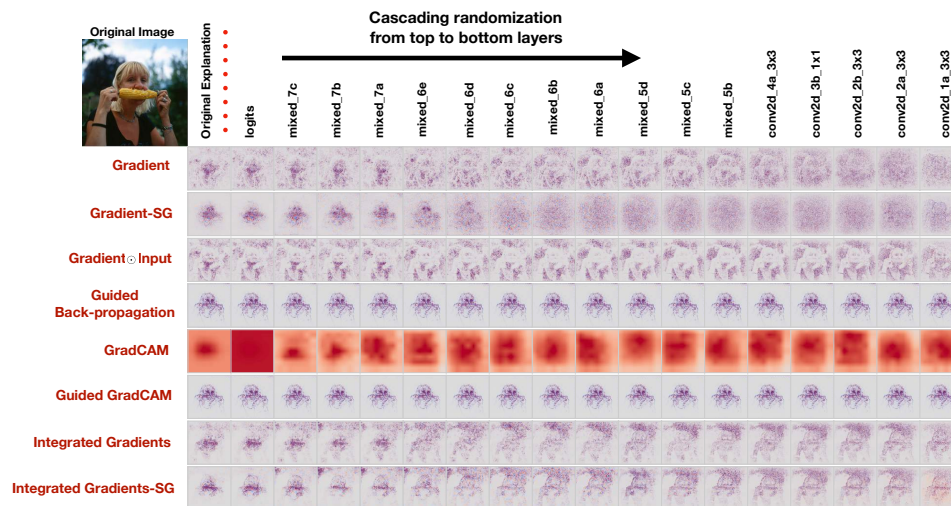 Cascading randomization
from top to bottom layers
Original Image
Original Explanation
logits
mixed_7c
mixed_7b
mixed_7a
mixed_6e
mixed_6d
mixed_6c
mixed_6b
mixed_6a
mixed_5d
mixed_5c
mixed_5b
conv2d_4a_3x3
conv2d_3b_1x1
conv2d_2b_3x3
conv2d_2a_3x3
conv2d_1a_3x3
Gradient
Gradient-SG
Gradient⊙Input
Guided
Back-propagation
GradCAM
Guided GradCAM
Integrated Gradients
Integrated Gradients-SG